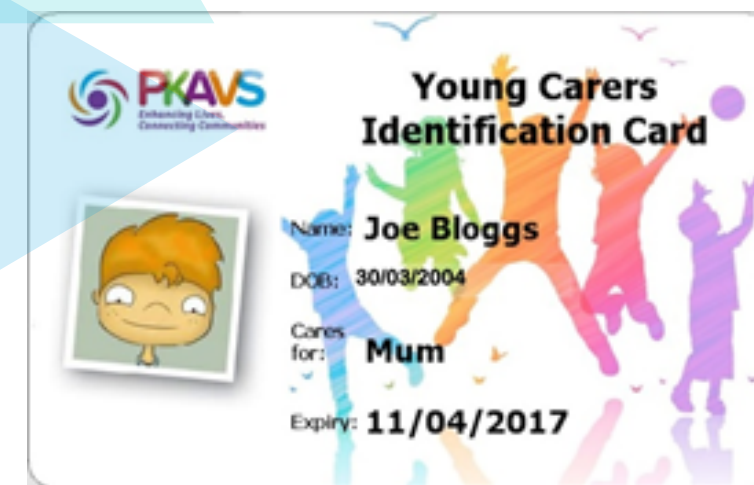 PKAVS
Enhancing Lives,
Connecting Communities
Young Carers
Identification Card
Name: Joe Bloggs
DOB: 30/03/2004
Cares
for: Mum
Expiry: 11/04/2017